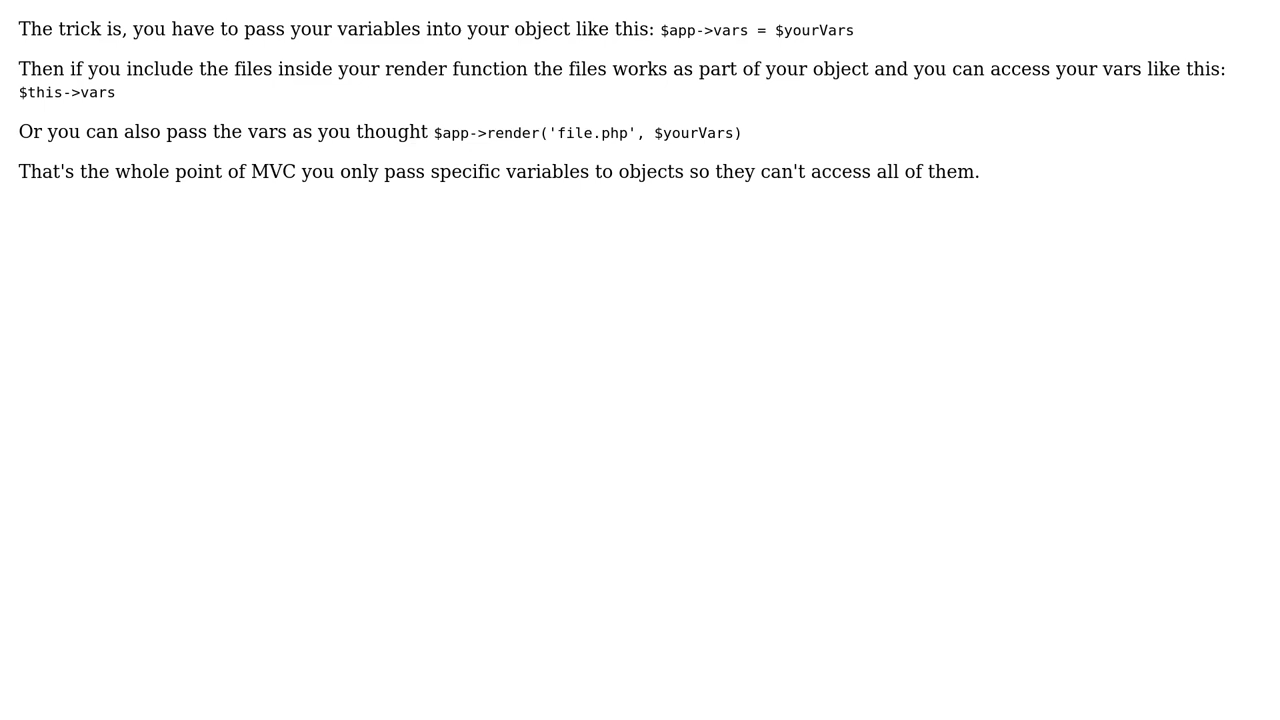 The trick is, you have to pass your variables into your object like this: $app->vars = $yourVars
Then if you include the files inside your render function the files works as part of your object and you can access your vars like this:
$this->vars
Or you can also pass the vars as you thought $app->render('file.php', $yourVars)
That's the whole point of MVC you only pass specific variables to objects so they can't access all of them.